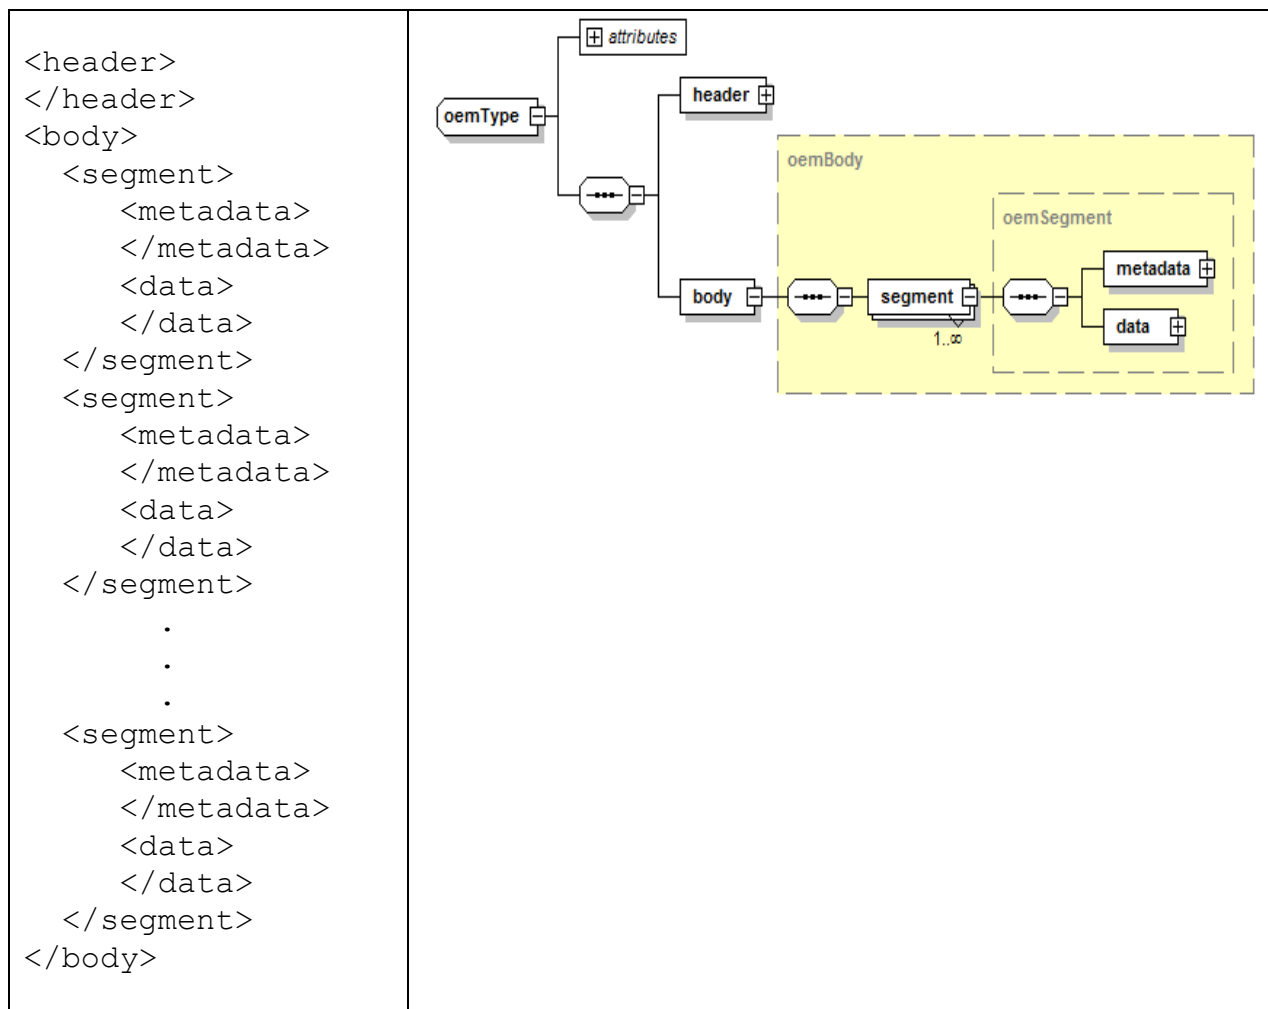 <header>
</header>
<body>
<segment>
<metadata>
</metadata>
<data>
</data>
</segment>
<segment>
<metadata>
</metadata>
<data>
</data>
</segment>
.
.
.
<segment>
<metadata>
</metadata>
<data>
</data>
</segment>
</body>
attributes
oemType
header
oemBody
oemSegment
metadata
body
segment
data
1..∞